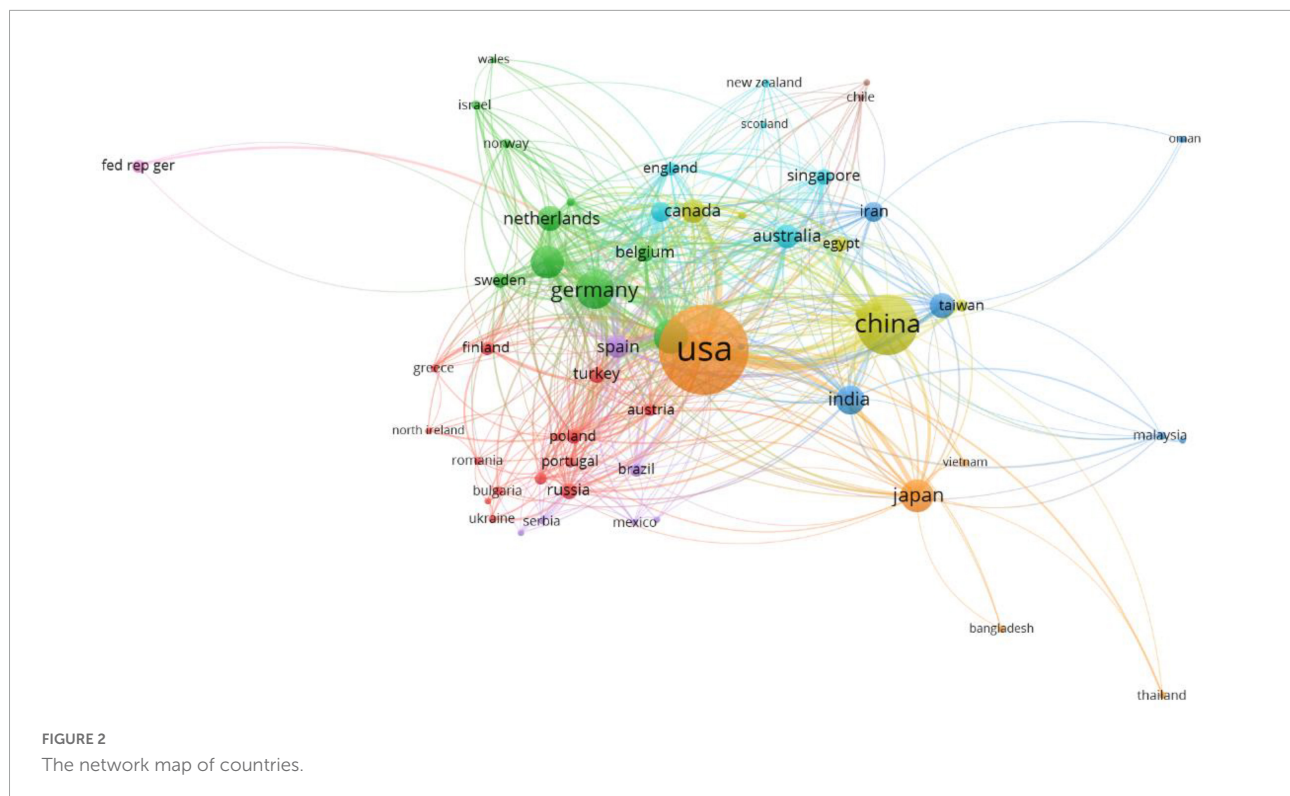 wales
new zealand
chile
israel
scotland
norway
oman
fed rep ger
england
singapore
netherlands
canada
iran
australia
egypt
belgium
sweden
germany
taiwan
china
usa
finland
spain
greece
turkey
india
austria
north ireland
poland
malaysia
romania
portugal
brazil
vietnam
bulgaria
russia
japan
ukraine
serbia
mexico
bangladesh
thailand
FIGURE 2
The network map of countries.